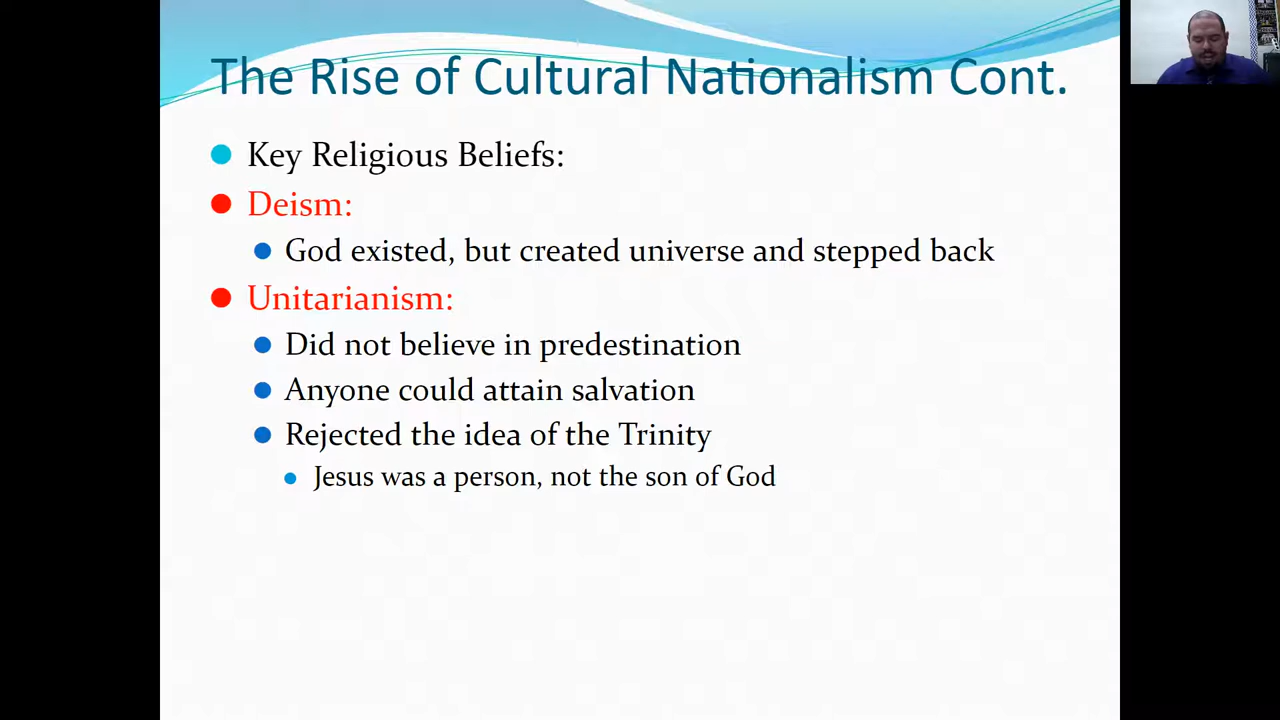 The Rise of Cultural Nationalism Cont.
Key Religious Beliefs:
Deism:
God existed, but created universe and stepped back
Unitarianism:
Did not believe in predestination
Anyone could attain salvation
Rejected the idea of the Trinity
Jesus was a person, not the son of God